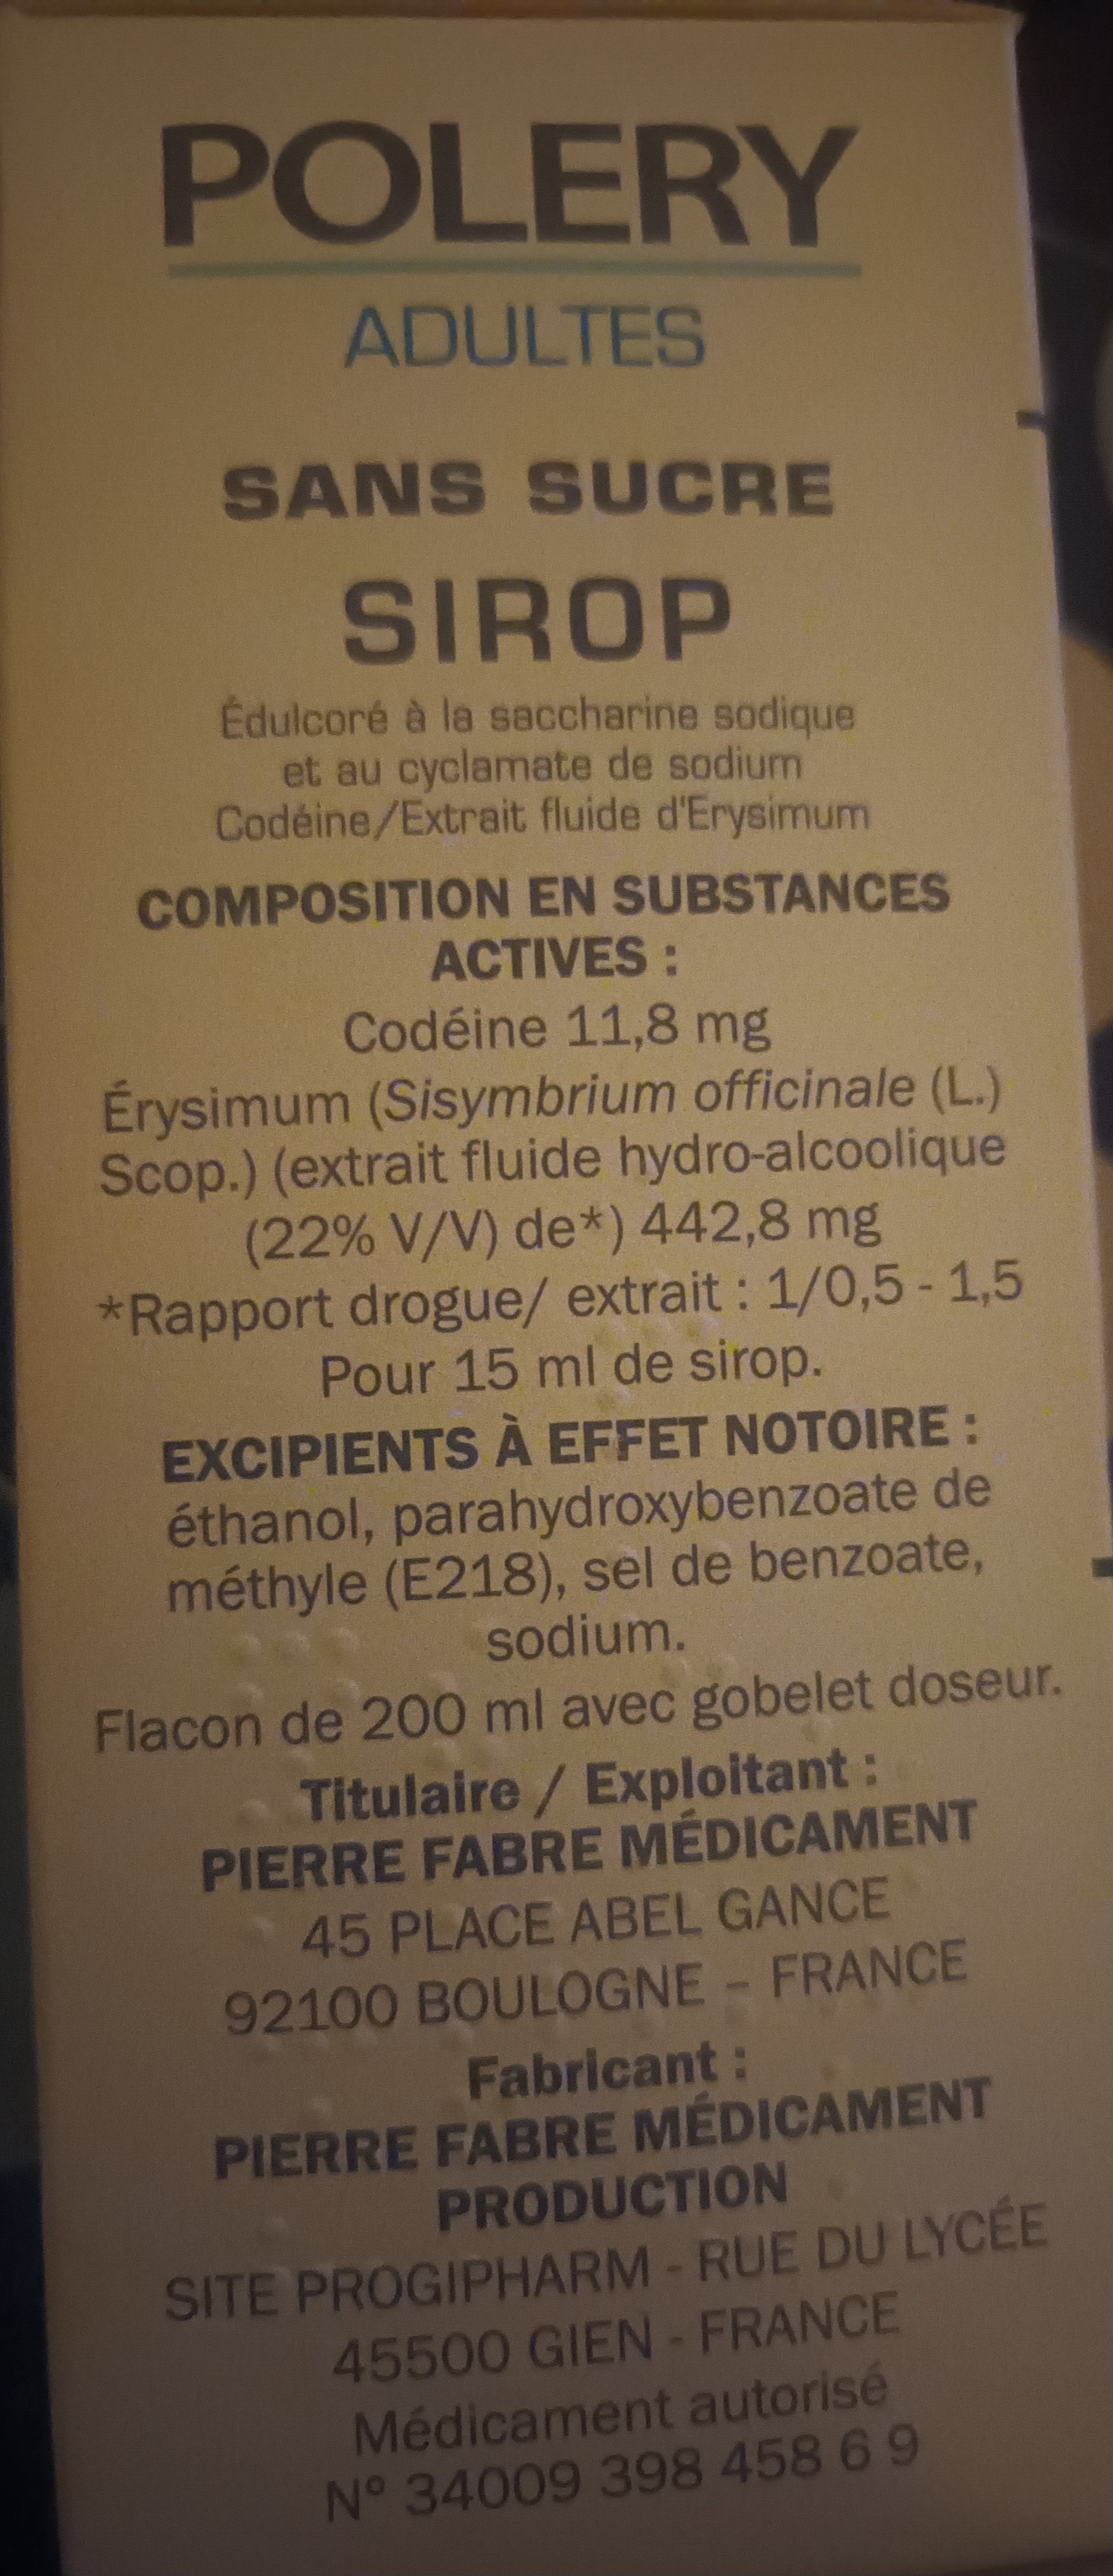 POLERY
ADULTES
SANS SUCRE
SIROP
Édulcoré à la saccharine sodique
et au cyclamate de sodium
Codéine/Extrait fluide d'Erysimum
COMPOSITION EN SUBSTANCES
ACTIVES :
Codéine 11,8 mg
Érysimum (Sisymbrium officinale (L.)
Scop.) (extrait fluide hydro-alcoolique
(22% V/V) de*) 442,8 mg
*Rapport drogue/ extrait : 1/0,5 - 1,5
Pour 15 ml de sirop.
EXCIPIENTS À EFFET NOTOIRE :
éthanol, parahydroxybenzoate de
méthyle (E218), sel de benzoate,
sodium.
Flacon de 200 ml avec gobelet doseur.
Titulaire / Exploitant :
PIERRE FABRE MÉDICAMENT
45 PLACE ABEL GANCE
92100 BOULOGNE – FRANCE
Fabricant :
PIERRE FABRE MÉDICAMENT
PRODUCTION
SITE PROGIPHARM - RUE DU LYCÉE
45500 GIEN - FRANCE
Médicament autorisé
N° 34009 398 458 6 9